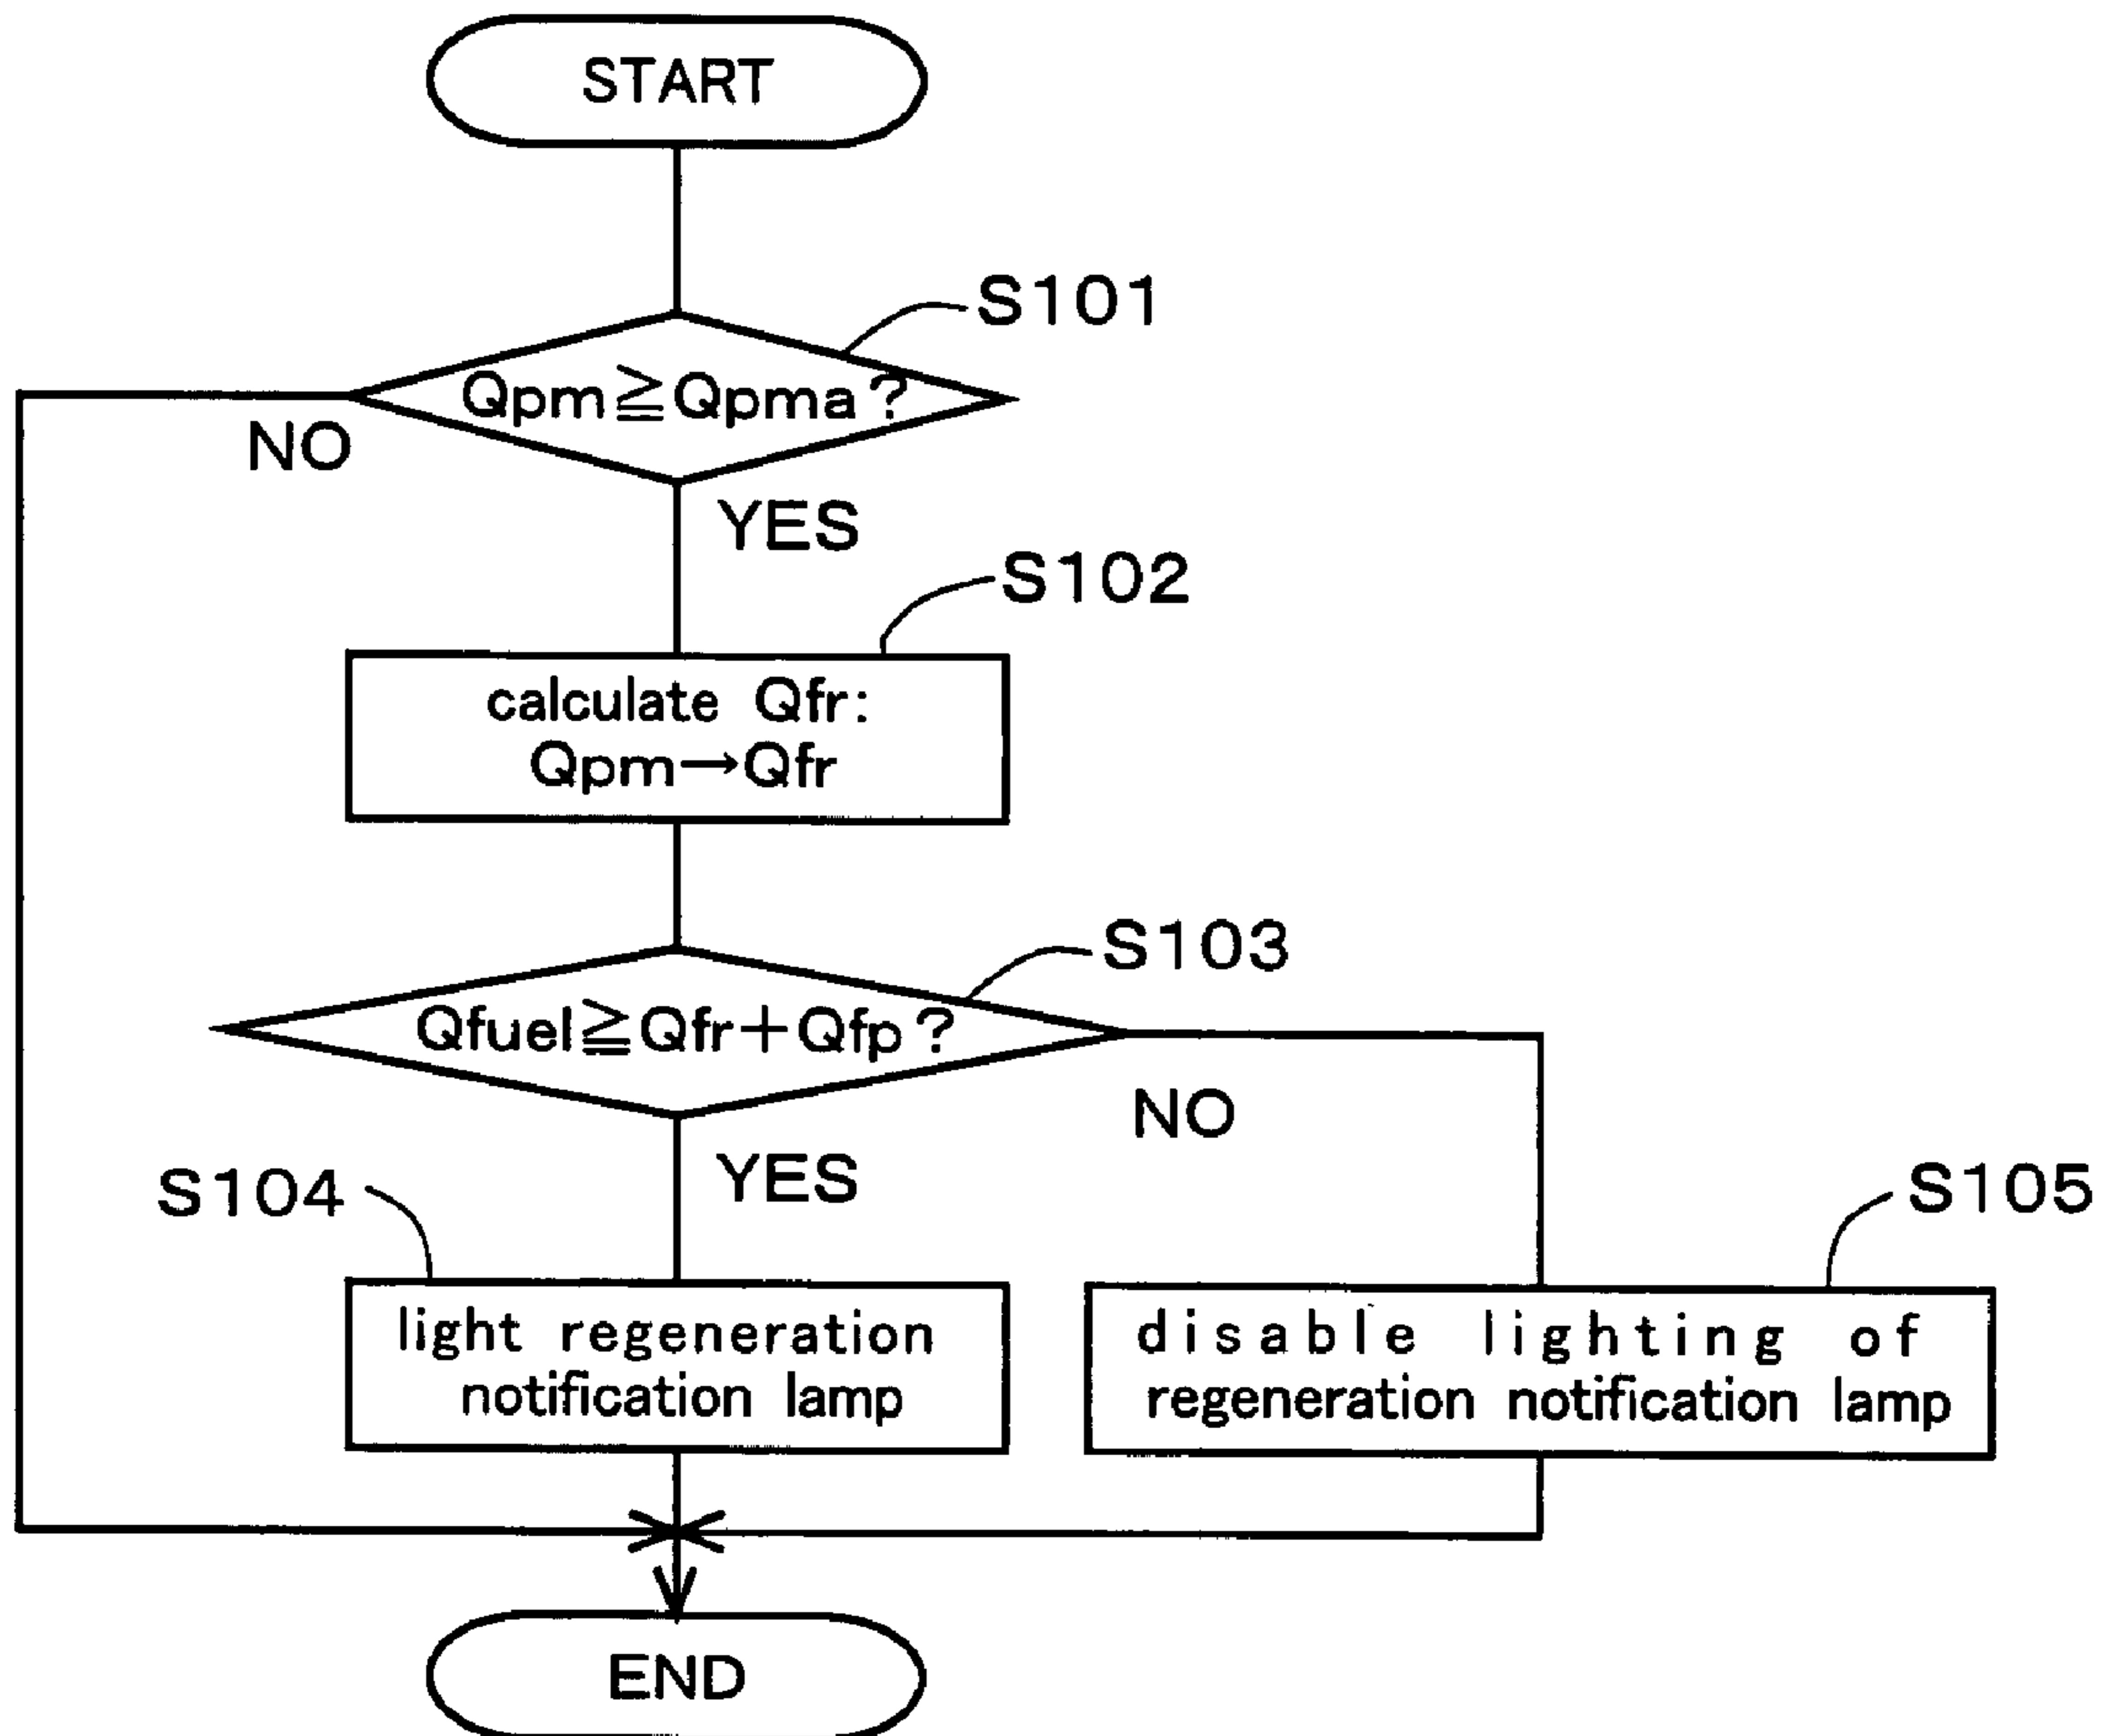 START
S101
Qpm≧Qpma?
NO
YES
S102
calculate Qfr:
Qpm→Qfr
S103
Qfuel≧Qfr+Qfp?
NO
YES
S104
S105
light regeneration
notification lamp
disable lighting of
regeneration notification lamp
END